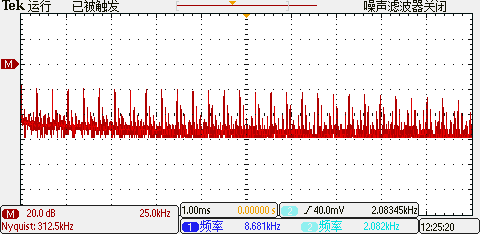 Tek 运行 已被触发 噪声滤波器关闭
M
M 20.0 dB 25.0kHz 1.00ms 0.00000 s 2 40.0mV 2.08345kHz
Nyquist: 312.5kHz 1 频率 8.681kHz 2 频率 2.082kHz 12:25:20